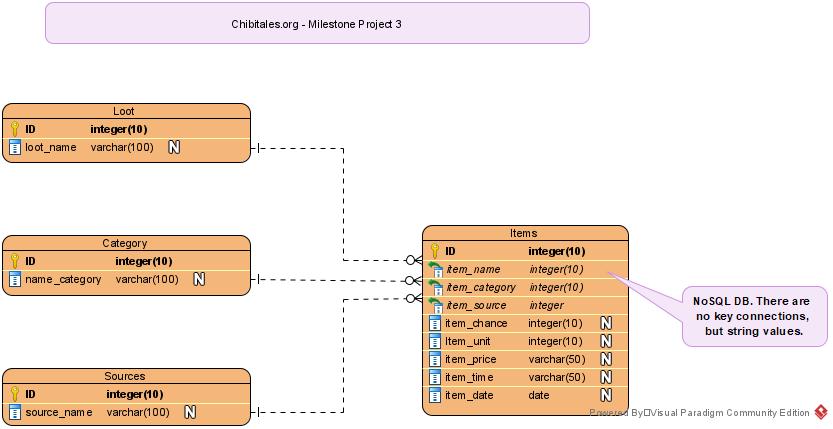 Chibitales.org - Milestone Project 3
Loot
ID integer(10)
loot_name varchar(100) N
Category
ID integer(10)
name_category varchar(100) N
Sources
ID integer(10)
source_name varchar(100) N
Items
ID integer(10)
item_name integer(10)
item_category integer(10)
item_source integer
item_chance integer(10) N
Item_unit integer(10) N
item_price varchar(50) N
item_time varchar(50) N
item_date date N
NoSQL DB. There are
no key connections,
but string values.
Powered By Visual Paradigm Community Edition